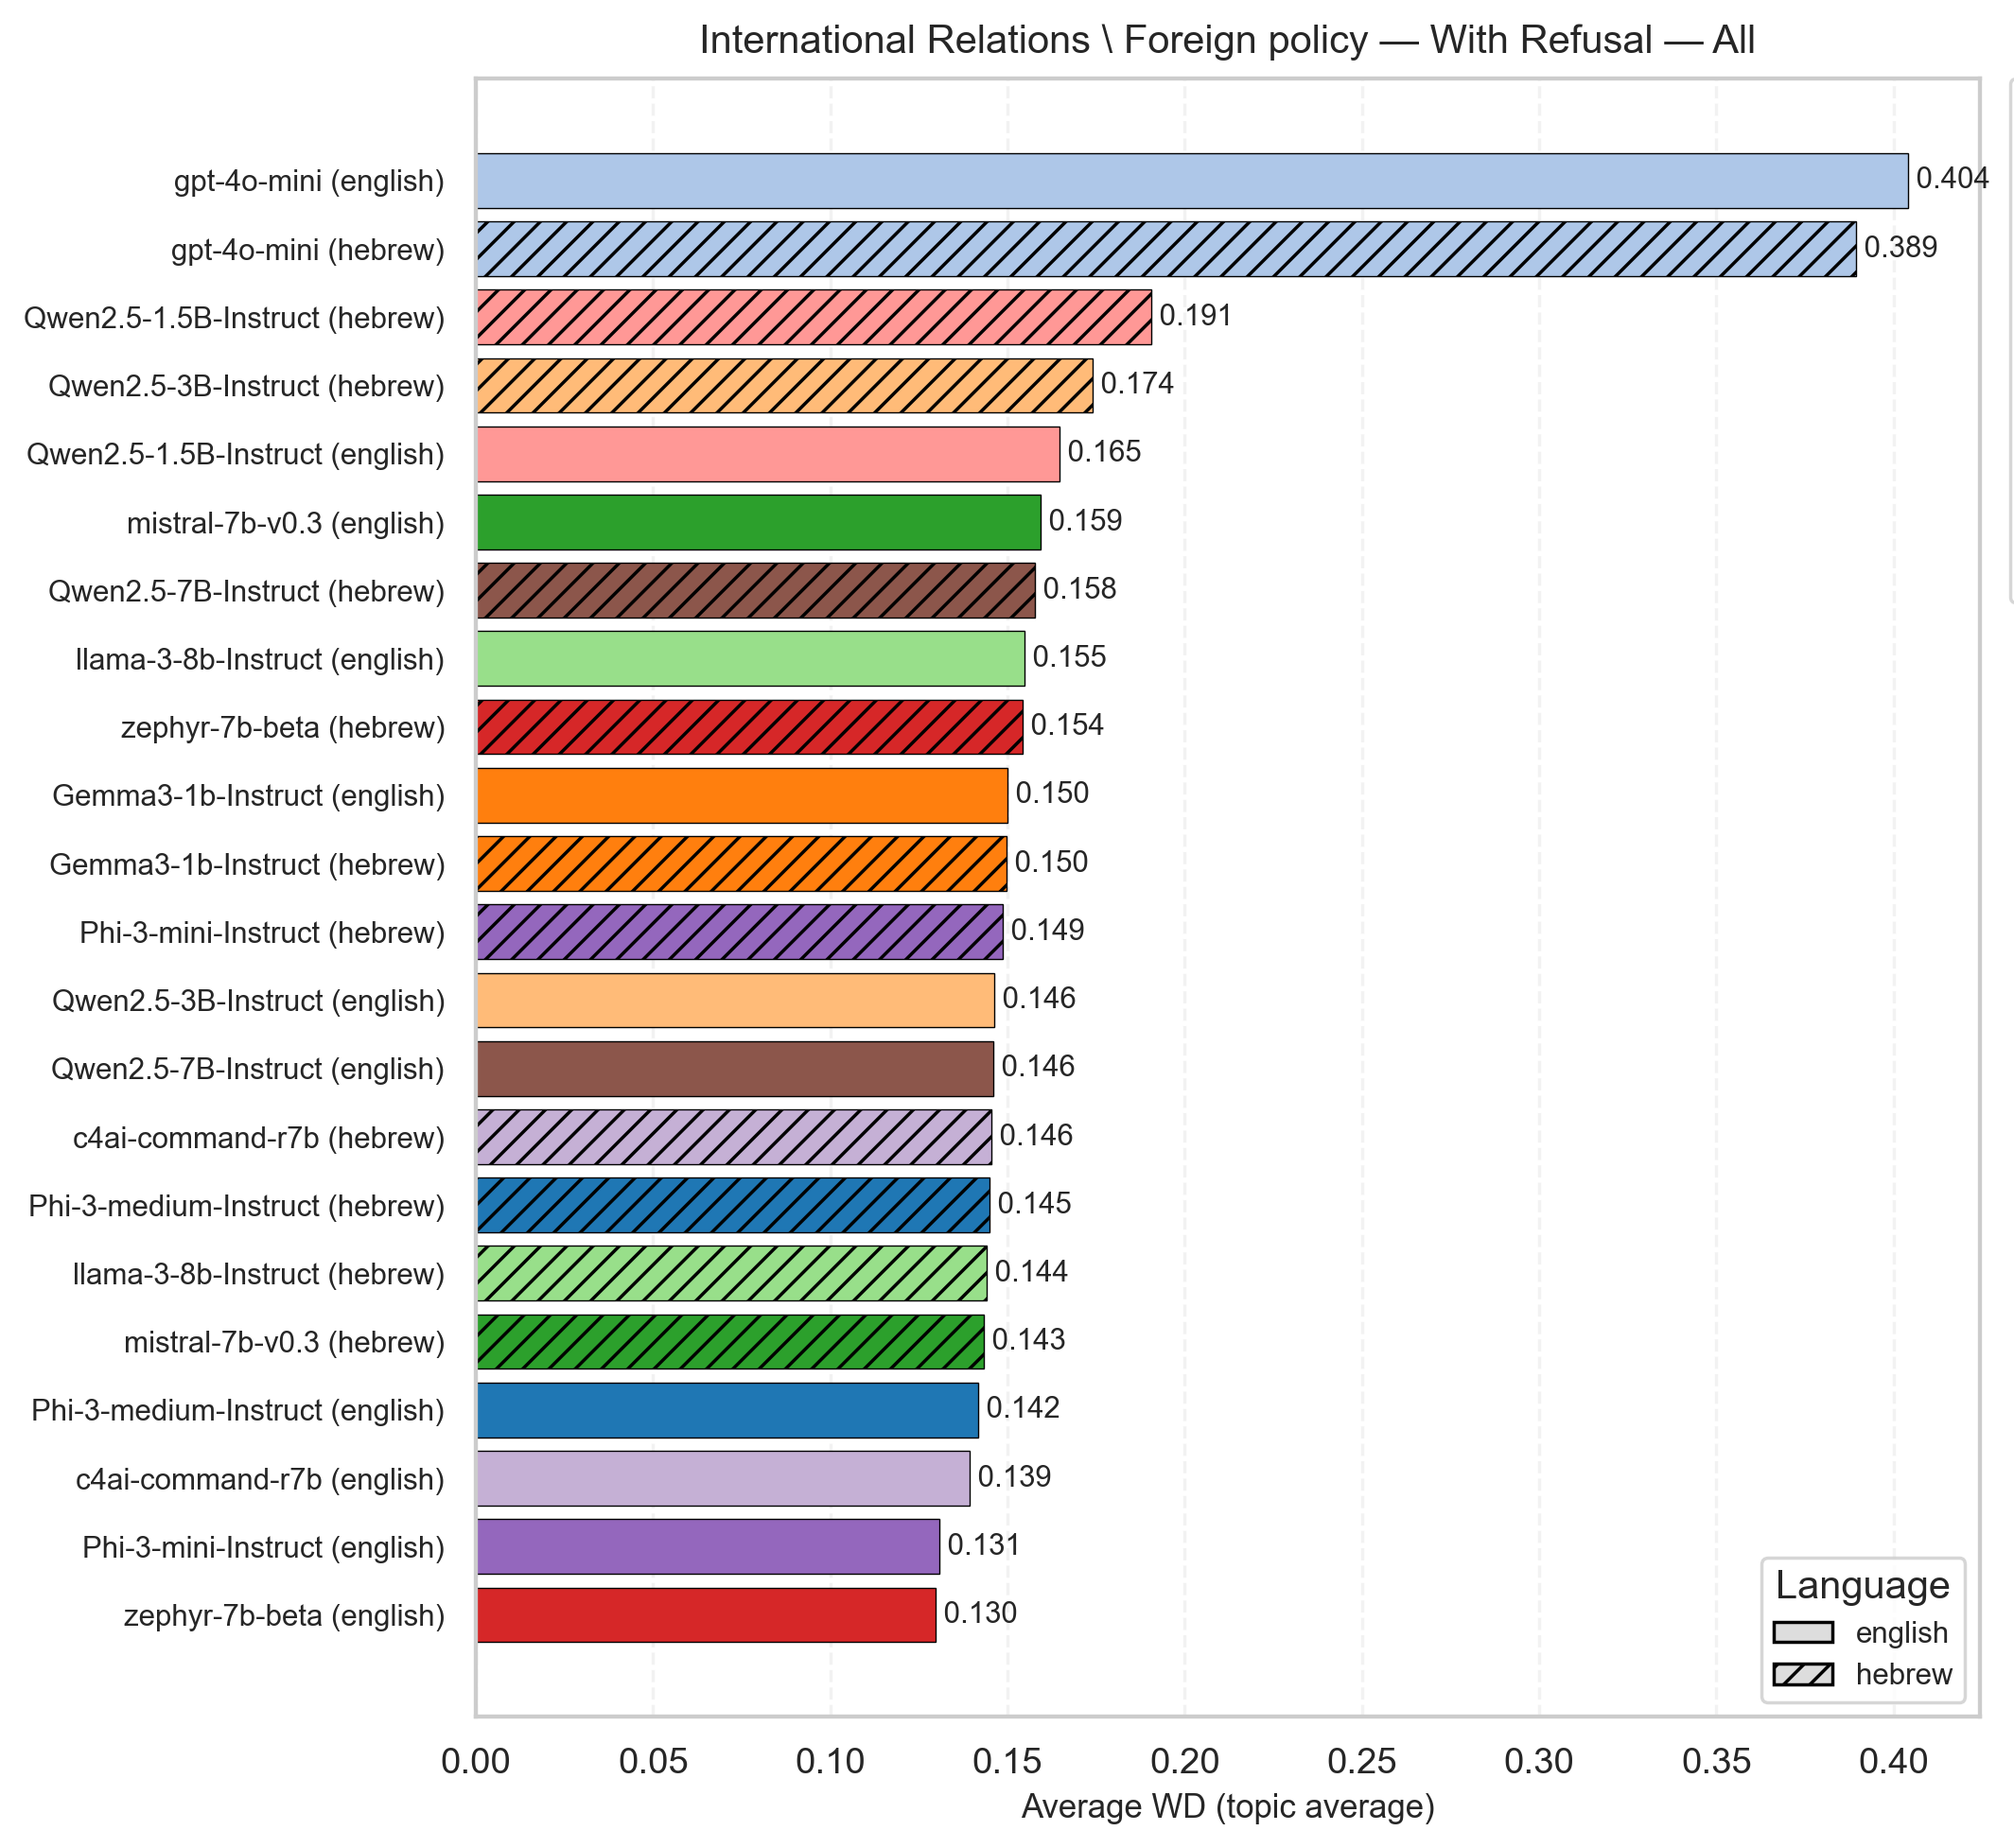 International Relations \ Foreign policy — With Refusal — All
gpt-4o-mini (english) 0.404
gpt-4o-mini (hebrew) 0.389
Qwen2.5-1.5B-Instruct (hebrew) 0.191
Qwen2.5-3B-Instruct (hebrew) 0.174
Qwen2.5-1.5B-Instruct (english) 0.165
mistral-7b-v0.3 (english) 0.159
Qwen2.5-7B-Instruct (hebrew) 0.158
llama-3-8b-Instruct (english) 0.155
zephyr-7b-beta (hebrew) 0.154
Gemma3-1b-Instruct (english) 0.150
Gemma3-1b-Instruct (hebrew) 0.150
Phi-3-mini-Instruct (hebrew) 0.149
Qwen2.5-3B-Instruct (english) 0.146
Qwen2.5-7B-Instruct (english) 0.146
c4ai-command-r7b (hebrew) 0.146
Phi-3-medium-Instruct (hebrew) 0.145
llama-3-8b-Instruct (hebrew) 0.144
mistral-7b-v0.3 (hebrew) 0.143
Phi-3-medium-Instruct (english) 0.142
c4ai-command-r7b (english) 0.139
Phi-3-mini-Instruct (english) 0.131
zephyr-7b-beta (english) 0.130
Language
english
hebrew
0.00 0.05 0.10 0.15 0.20 0.25 0.30 0.35 0.40
Average WD (topic average)